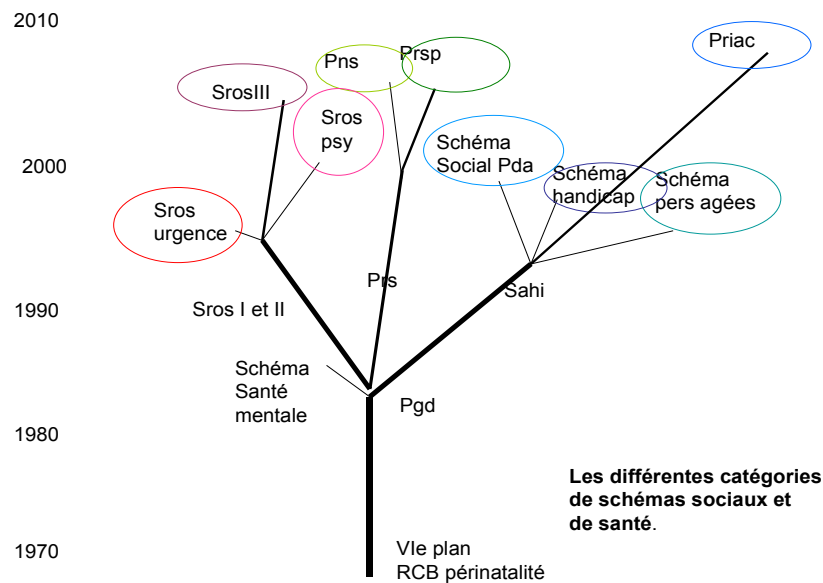 2010
Priac
Pns
Prsp
SrosIII
Sros
psy
Schéma
Social Pda
2000
Schéma
handicap
Schéma
pers agées
Sros
urgence
Prs
Sahi
1990
Sros I et II
Schéma
Santé
mentale
Pgd
1980
Les différentes catégories
de schémas sociaux et
de santé.
1970
VIe plan
RCB périnatalité